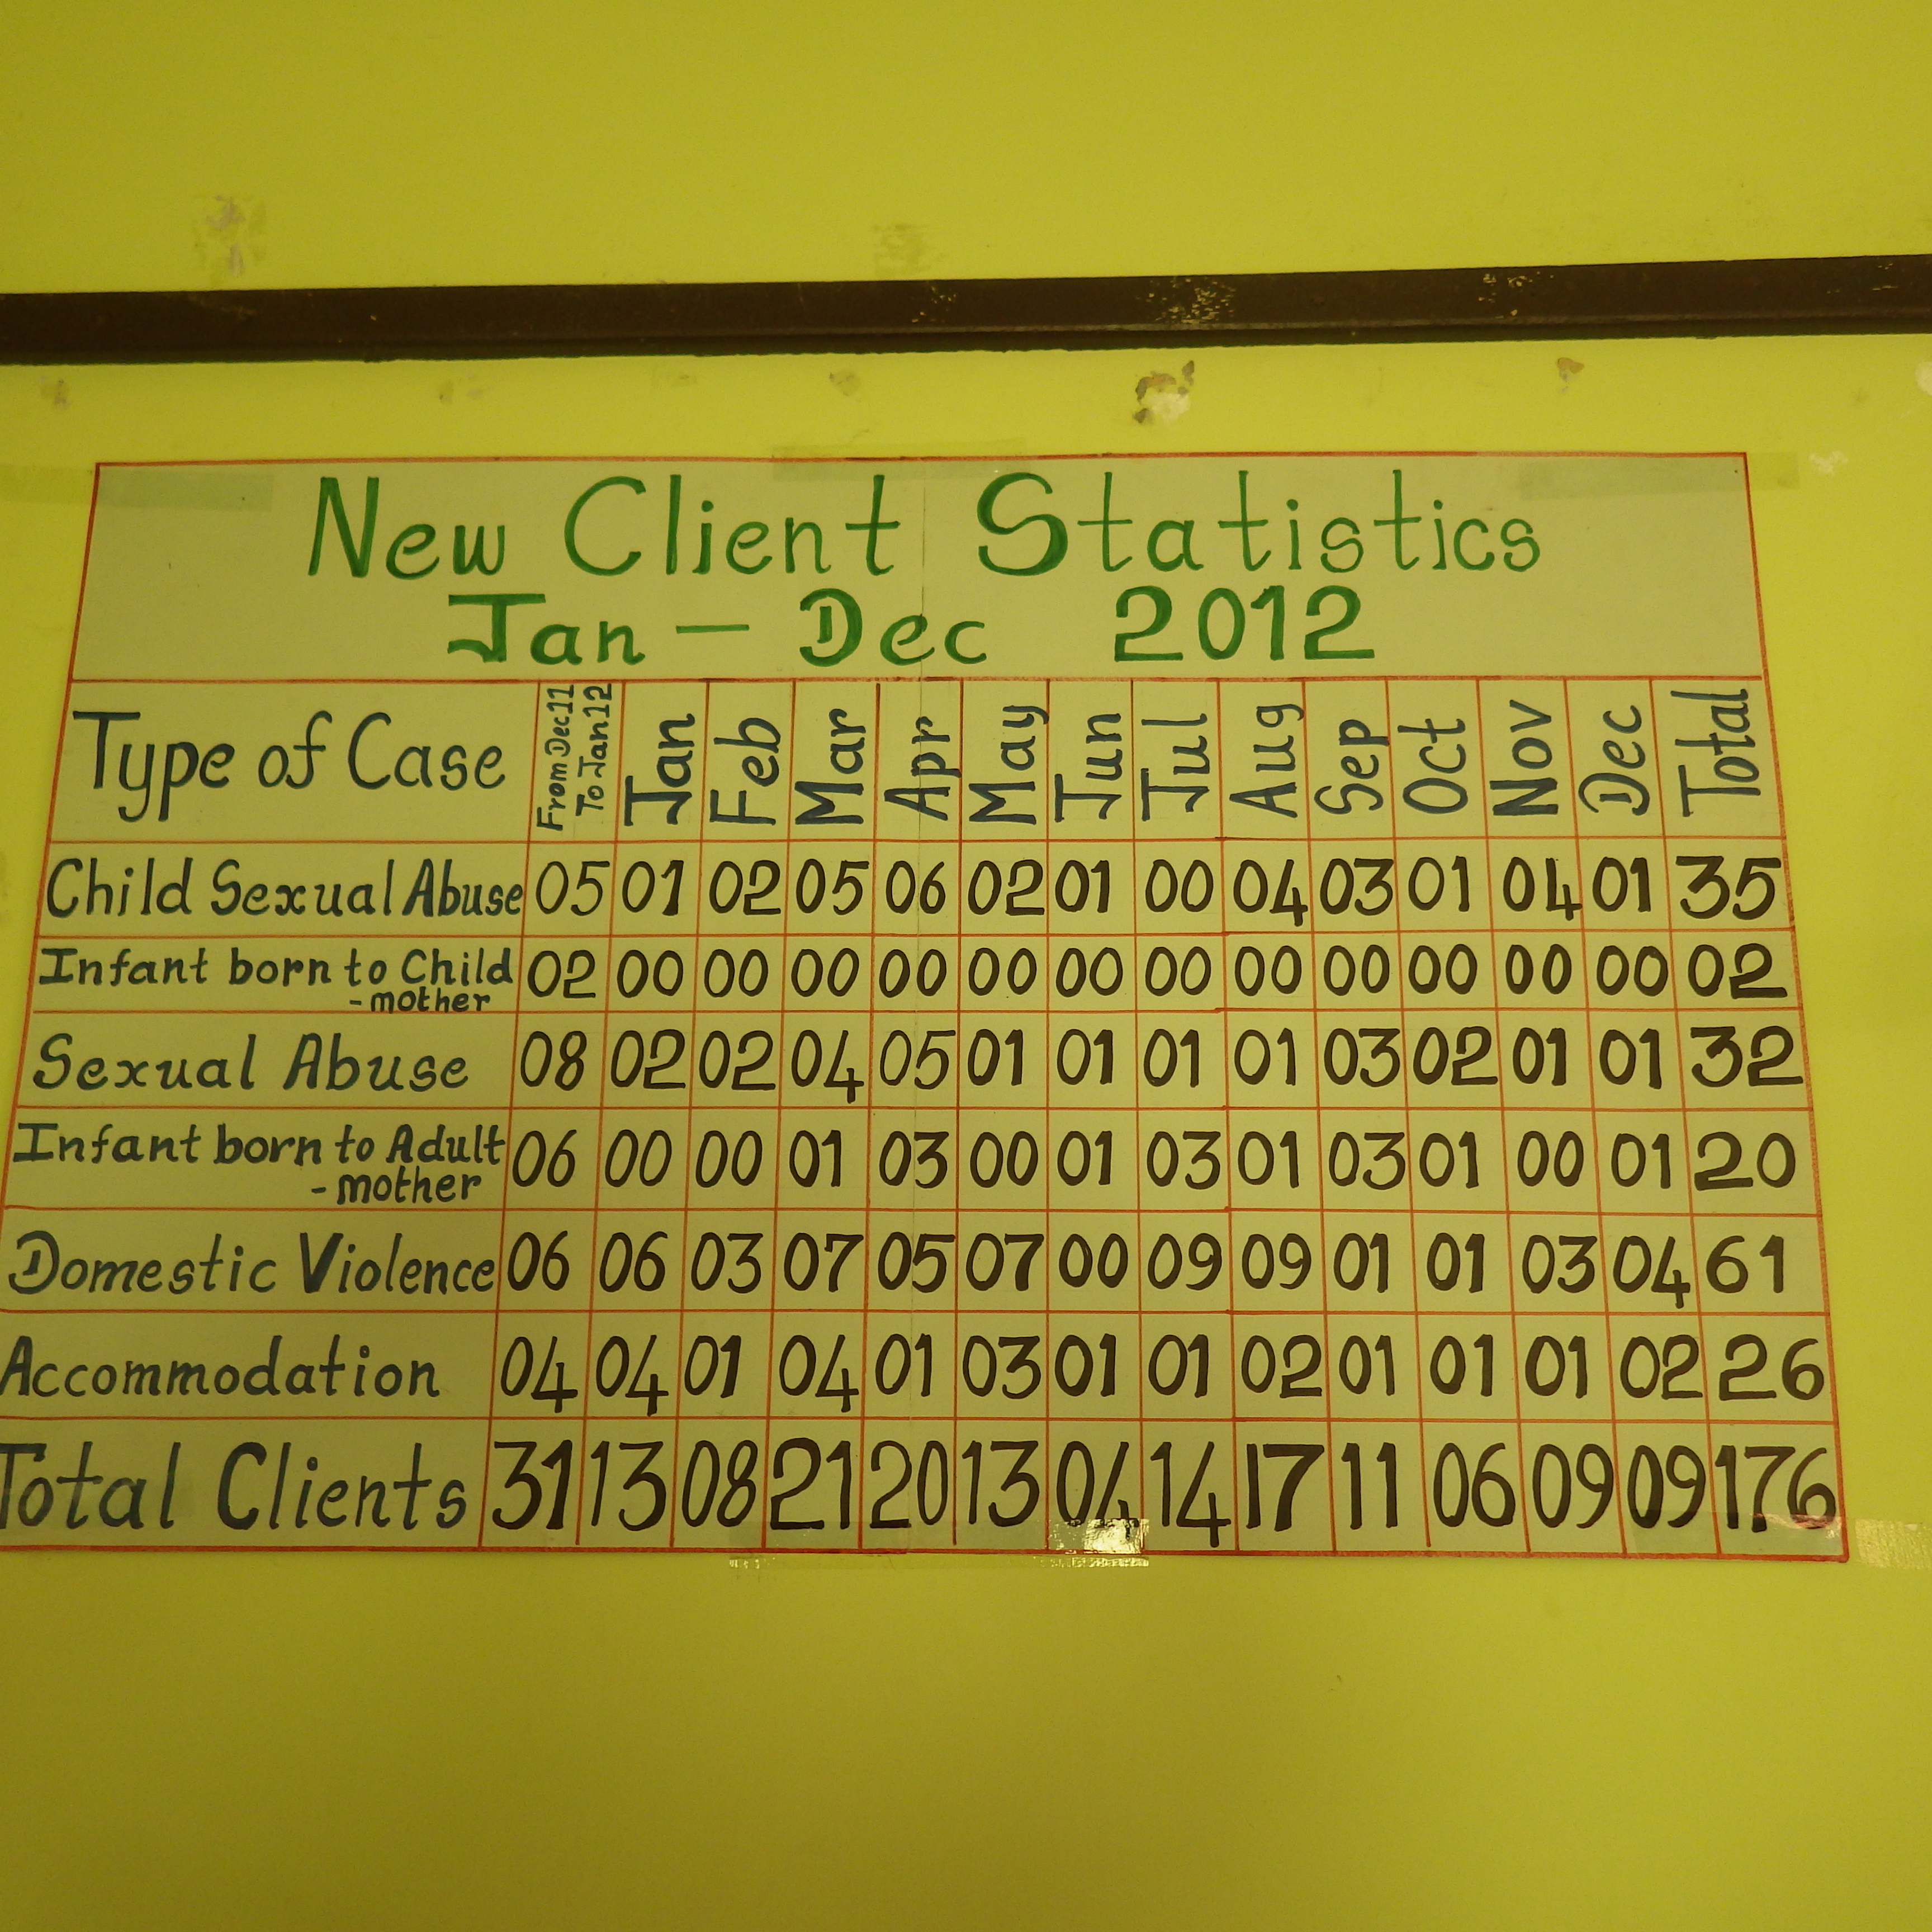 New Client Statistics
Jan - Dec 2012
Type of Case From Dec11 To Jan12 Jan Feb Mar Apr May Jun Jul Aug Sep Oct Nov Dec Total
Child Sexual Abuse 05 01 02 05 06 02 01 00 04 03 01 04 01 35
Infant born to Child
-mother 02 00 00 00 00 00 00 00 00 00 00 00 00 02
Sexual Abuse 08 02 02 04 05 01 01 01 01 03 02 01 01 32
Infant born to Adult
-mother 06 00 00 01 03 00 01 03 01 03 01 00 01 20
Domestic Violence 06 06 03 07 05 07 00 09 09 01 01 03 04 61
Accommodation 04 04 01 04 01 03 01 01 02 01 01 01 02 26
Total Clients 31 13 08 21 20 13 04 14 17 11 06 09 09 176